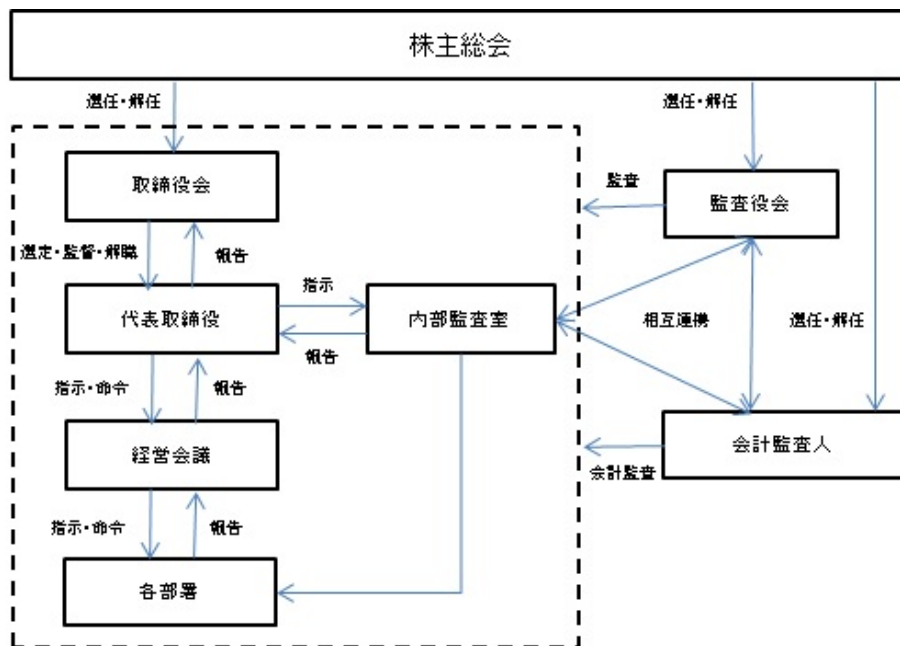 株主総会
選任・解任
選任・解任
取締役会
監査
監査役会
選定・監督・解職
報告
指示
代表取締役
内部監査室
相互連携
選任・解任
報告
指示・命令
報告
経営会議
会計監査人
会計監査
指示・命令
報告
各部署